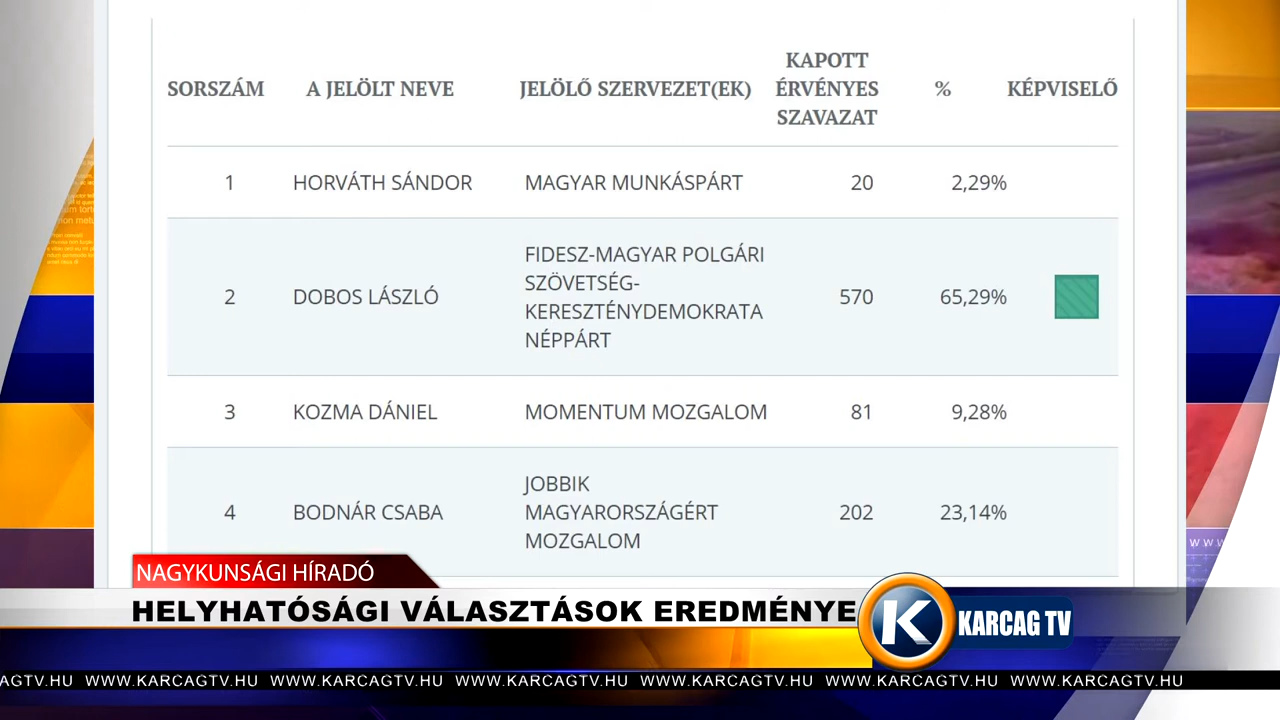 SORSZÁM
A JELÖLT NEVE
JELÖLŐ SZERVEZET(EK)
KAPOTT
ÉRVÉNYES
SZAVAZAT
%
KÉPVISELŐ
1 HORVÁTH SÁNDOR MAGYAR MUNKÁSPÁRT 20 2,29%
2 DOBOS LÁSZLÓ
FIDESZ-MAGYAR POLGÁRI
SZÖVETSÉG-
KERESZTÉNYDEMOKRATA
NÉPPÁRT
570 65,29%
3 KOZMA DÁNIEL MOMENTUM MOZGALOM 81 9,28%
4 BODNÁR CSABA
JOBBIK
MAGYARORSZÁGÉRT
MOZGALOM
202 23,14%
NAGYKUNSÁGI HÍRADÓ
HELYHATÓSÁGI VÁLASZTÁSOK EREDMÉNYE
K KARCAG TV
AGTV.HU WWW.KARCAGTV.HU WWW.KARCAGTV.HU WWW.KARCAGTV.HU WWW.KARCAGTV.HU WWW.KARCAGTV.HU WWW.KARCAGTV.HU